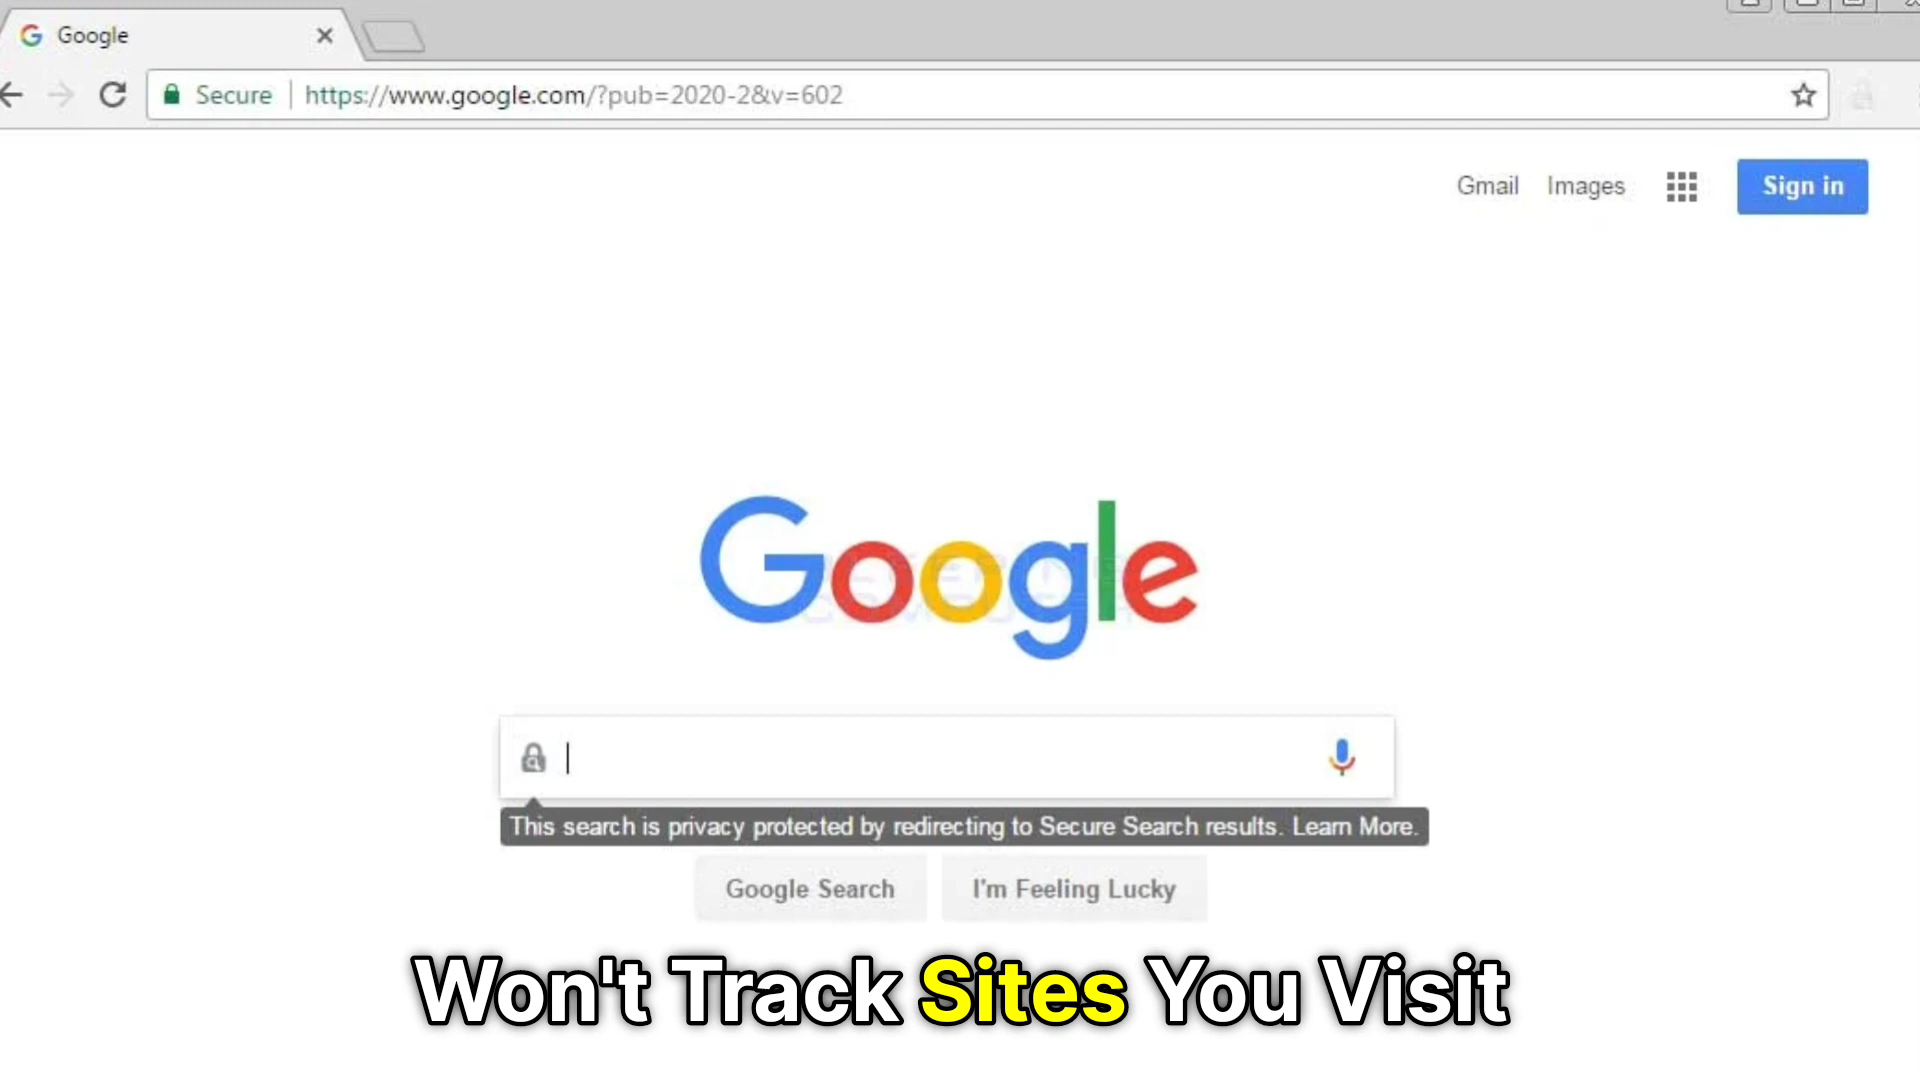 Google
Secure | https://www.google.com/?pub=2020-2&v=602
Gmail Images Sign in
Google
This search is privacy protected by redirecting to Secure Search results. Learn More.
Google Search I'm Feeling Lucky
Won't Track Sites You Visit